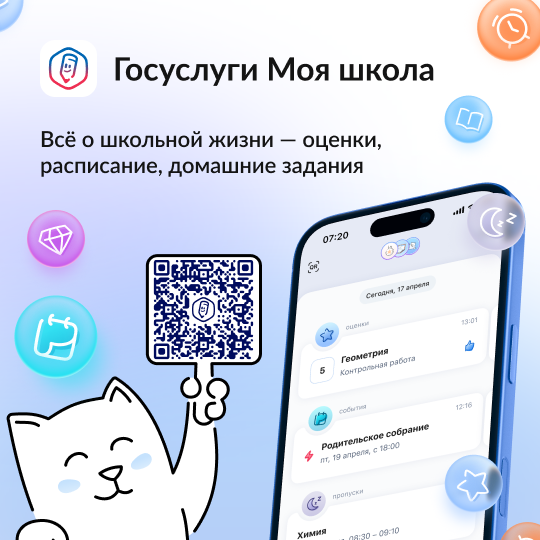 Госуслуги Моя школа
Всё о школьной жизни — оценки,
расписание, домашние задания
07:20
QR
Сегодня, 17 апреля
оценки
13:01
5
Геометрия
Контрольная работа
события
12:16
Родительское собрание
пт, 19 апреля, с 18:00
пропуски
Химия
08:30 – 09:10